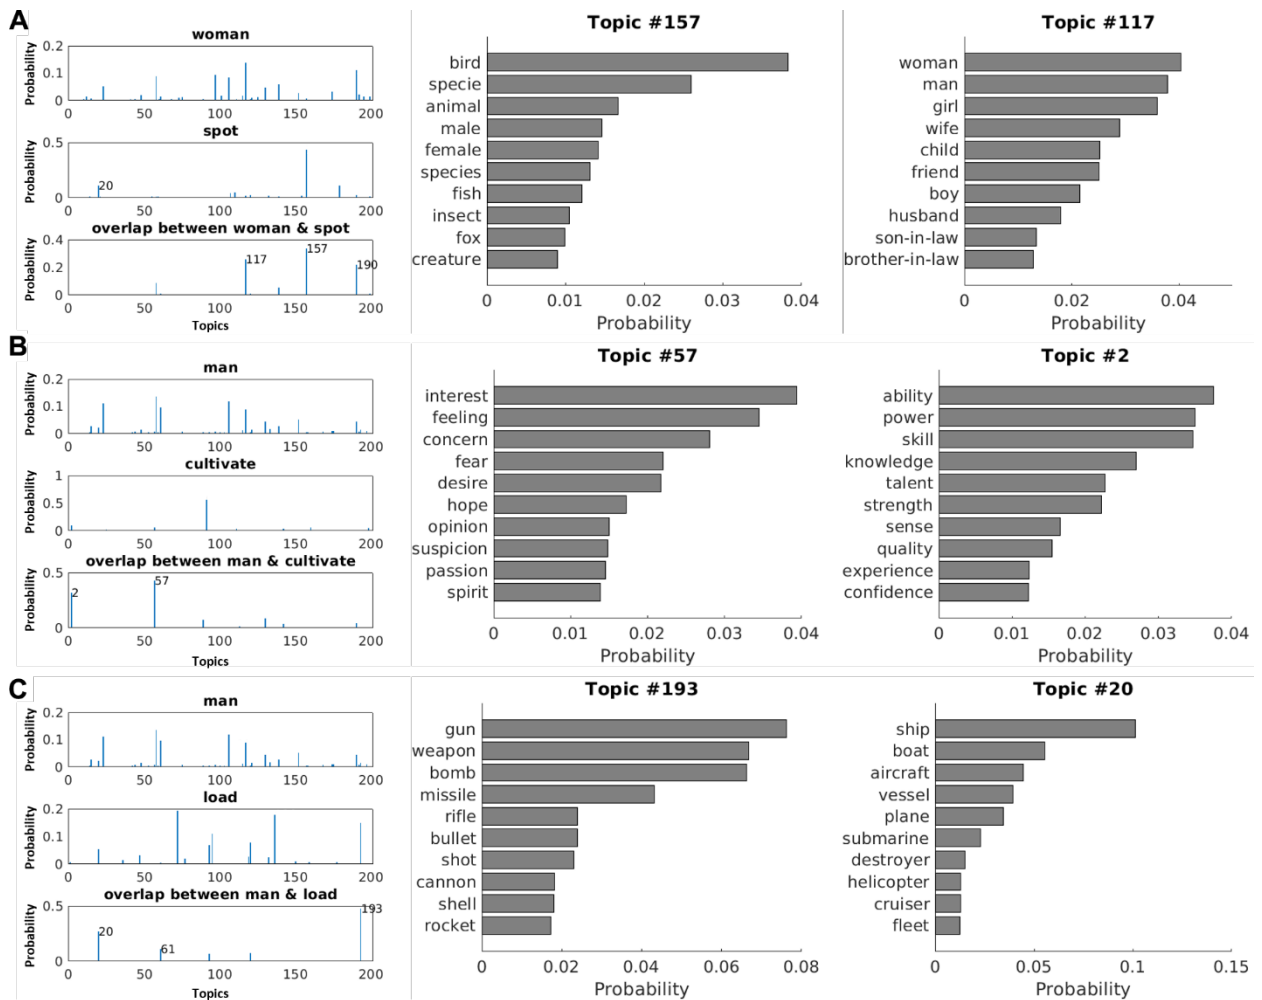 A
woman
Probability
0.2
0.1
0
0 50 100 150 200
spot
Probability
0.5
0
20
0 50 100 150 200
overlap between woman & spot
Probability
0.4
0.2
0
117
157
190
0 50 100 150 200
Topics
Topic #157
bird
specie
animal
male
female
species
fish
insect
fox
creature
0 0.01 0.02 0.03 0.04
Probability
Topic #117
woman
man
girl
wife
child
friend
boy
husband
son-in-law
brother-in-law
0 0.02 0.04
Probability
B
man
Probability
0.2
0.1
0
0 50 100 150 200
cultivate
Probability
1
0.5
0
0 50 100 150 200
overlap between man & cultivate
Probability
0.5
0
2
57
0 50 100 150 200
Topics
Topic #57
interest
feeling
concern
fear
desire
hope
opinion
suspicion
passion
spirit
0 0.01 0.02 0.03 0.04
Probability
Topic #2
ability
power
skill
knowledge
talent
strength
sense
quality
experience
confidence
0 0.01 0.02 0.03 0.04
Probability
C
man
Probability
0.2
0.1
0
0 50 100 150 200
load
Probability
0.2
0.1
0
0 50 100 150 200
overlap between man & load
Probability
0.5
0
20
61
193
0 50 100 150 200
Topics
Topic #193
gun
weapon
bomb
missile
rifle
bullet
shot
cannon
shell
rocket
0 0.02 0.04 0.06 0.08
Probability
Topic #20
ship
boat
aircraft
vessel
plane
submarine
destroyer
helicopter
cruiser
fleet
0 0.05 0.1 0.15
Probability